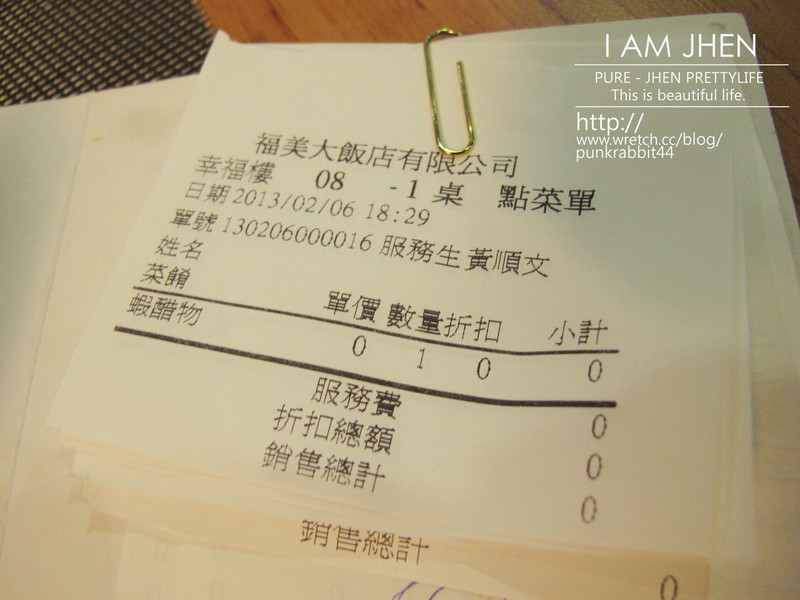 I AM JHEN
PURE - JHEN PRETTYLIFE
This is beautiful life.
http://
www.wretch.cc/blog/
punkrabbit44
福美大飯店有限公司
幸福樓 08 -1 桌 點菜單
日期 2013/02/06 18:29
單號 130206000016 服務生 黃順文
姓名
菜餚 單價 數量 折扣 小計
蝦醋物 0 1 0 0
服務費 0
折扣總額 0
銷售總計 0
銷售總計 0